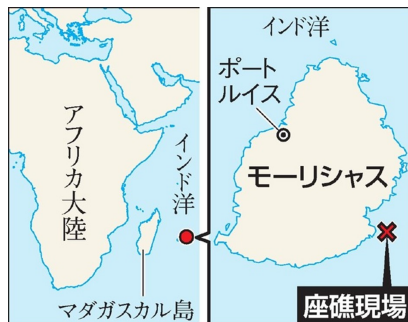 アフリカ大陸
インド洋
マダガスカル島
インド洋
ポート
ルイス
モーリシャス
座礁現場